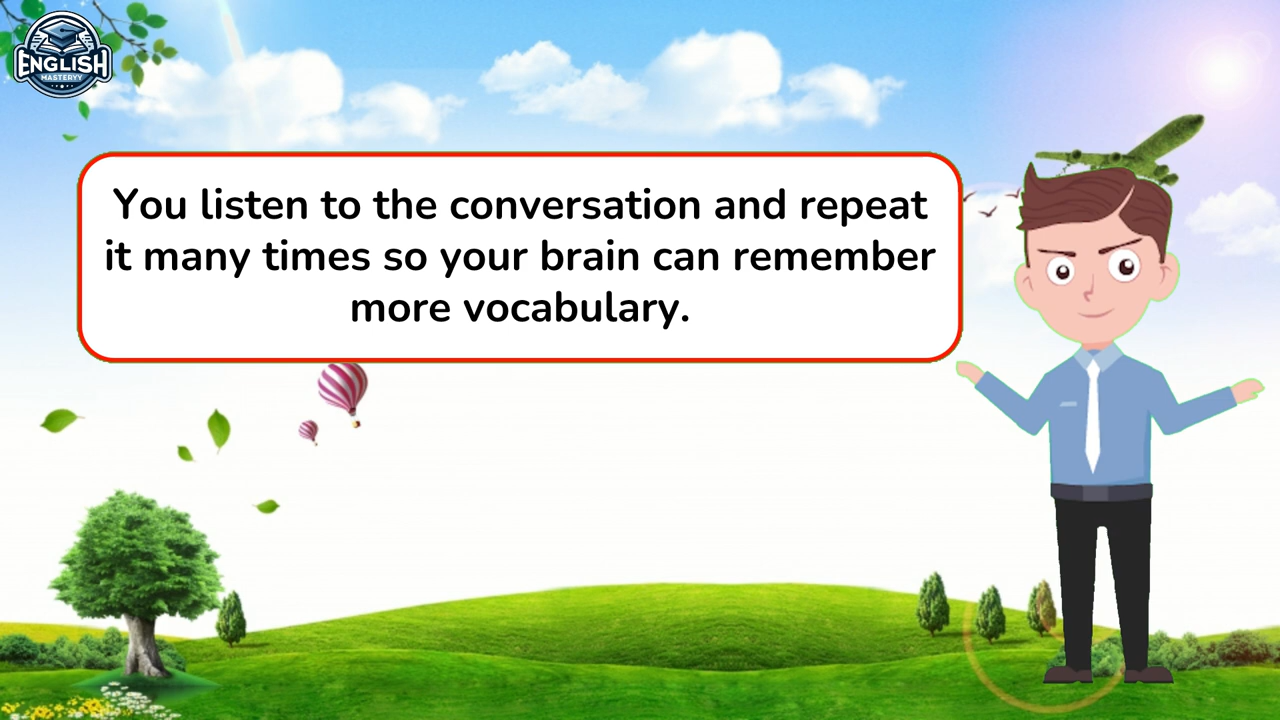 ENGLISH
MASTERYY
You listen to the conversation and repeat
it many times so your brain can remember
more vocabulary.